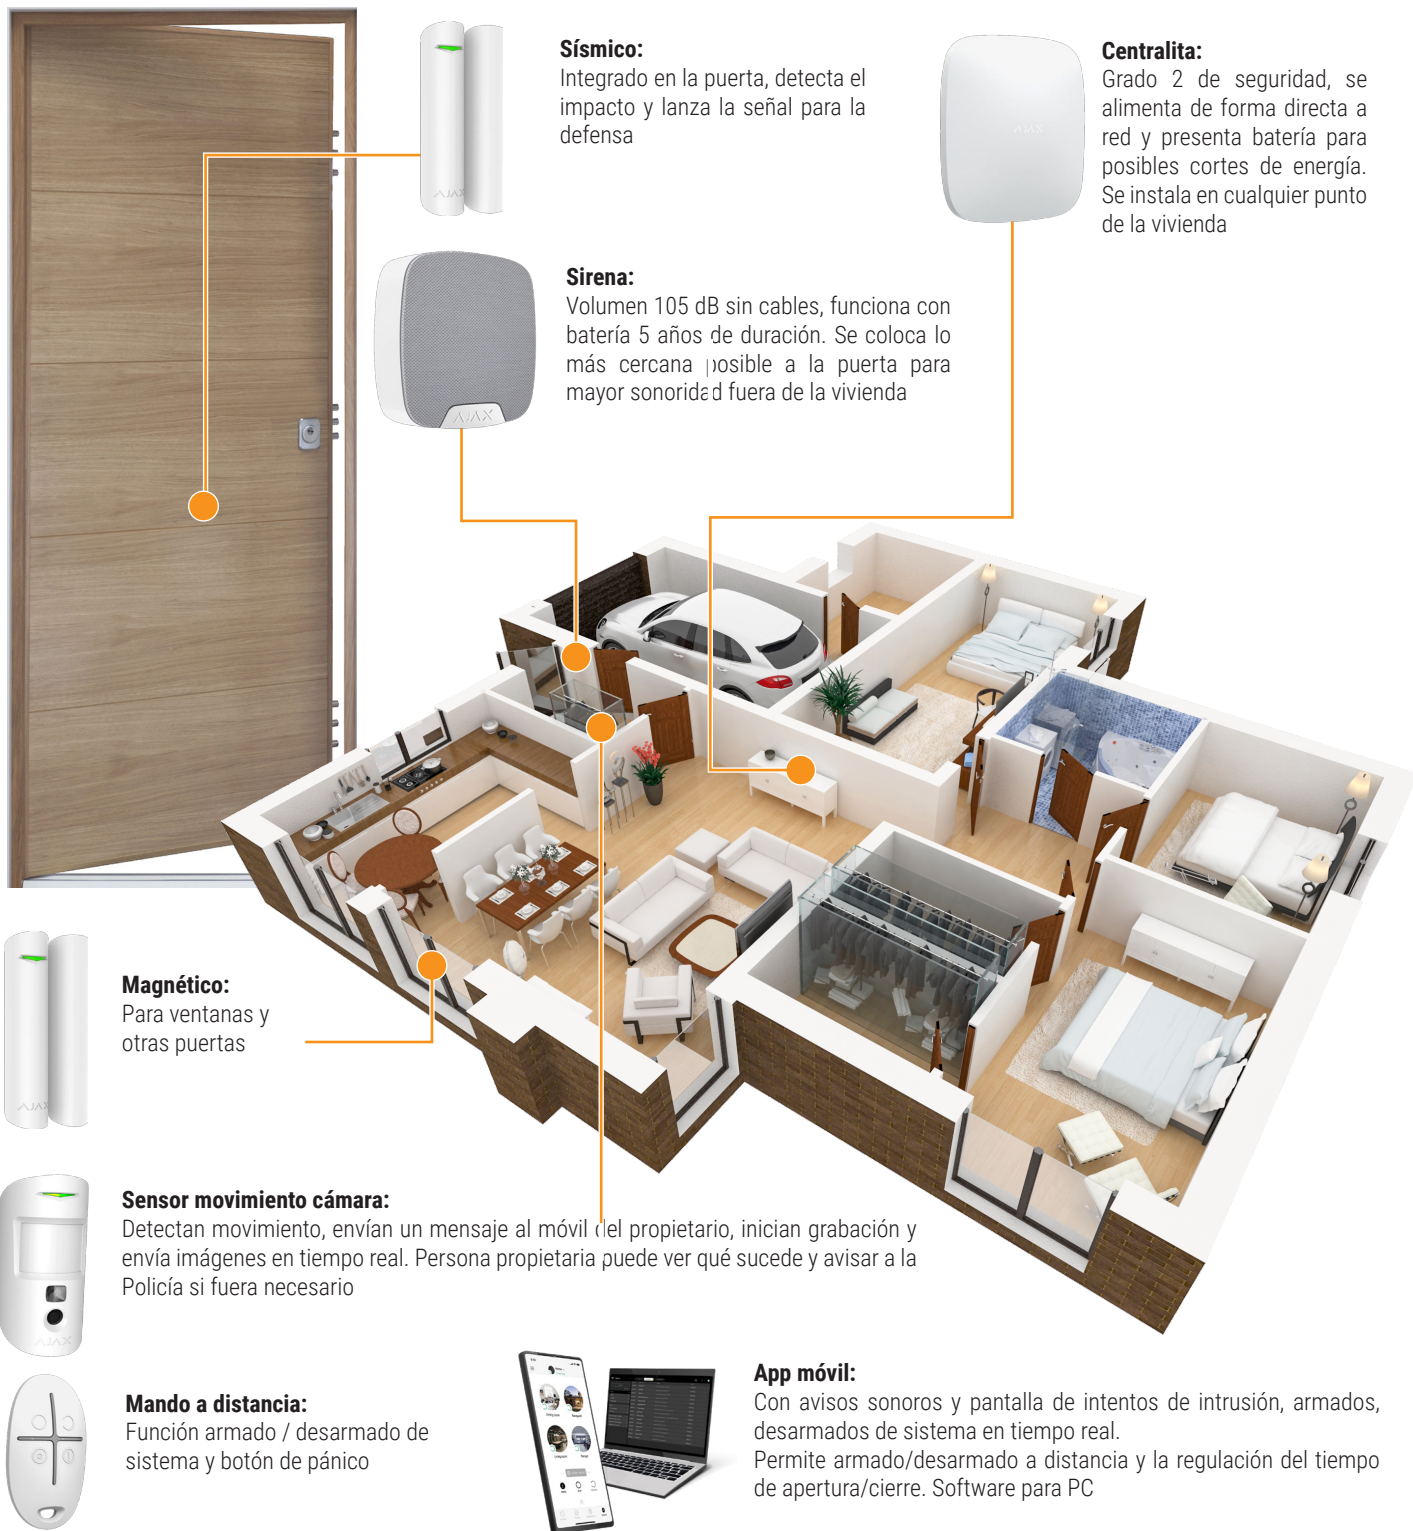 Sísmico:
Integrado en la puerta, detecta el
impacto y lanza la señal para la
defensa
Centralita:
Grado 2 de seguridad, se
alimenta de forma directa a
red y presenta batería para
posibles cortes de energía.
Se instala en cualquier punto
de la vivienda
AJAX
AJAX
Sirena:
Volumen 105 dB sin cables, funciona con
batería 5 años de duración. Se coloca lo
más cercana posible a la puerta para
mayor sonoridad fuera de la vivienda
AJAX
Magnético:
Para ventanas y
otras puertas
AJAX
Sensor movimiento cámara:
Detectan movimiento, envían un mensaje al móvil del propietario, inician grabación y
envía imágenes en tiempo real. Persona propietaria puede ver qué sucede y avisar a la
Policía si fuera necesario
AJAX
Mando a distancia:
Función armado / desarmado de
sistema y botón de pánico
App móvil:
Con avisos sonoros y pantalla de intentos de intrusión, armados,
desarmados de sistema en tiempo real.
Permite armado/desarmado a distancia y la regulación del tiempo
de apertura/cierre. Software para PC